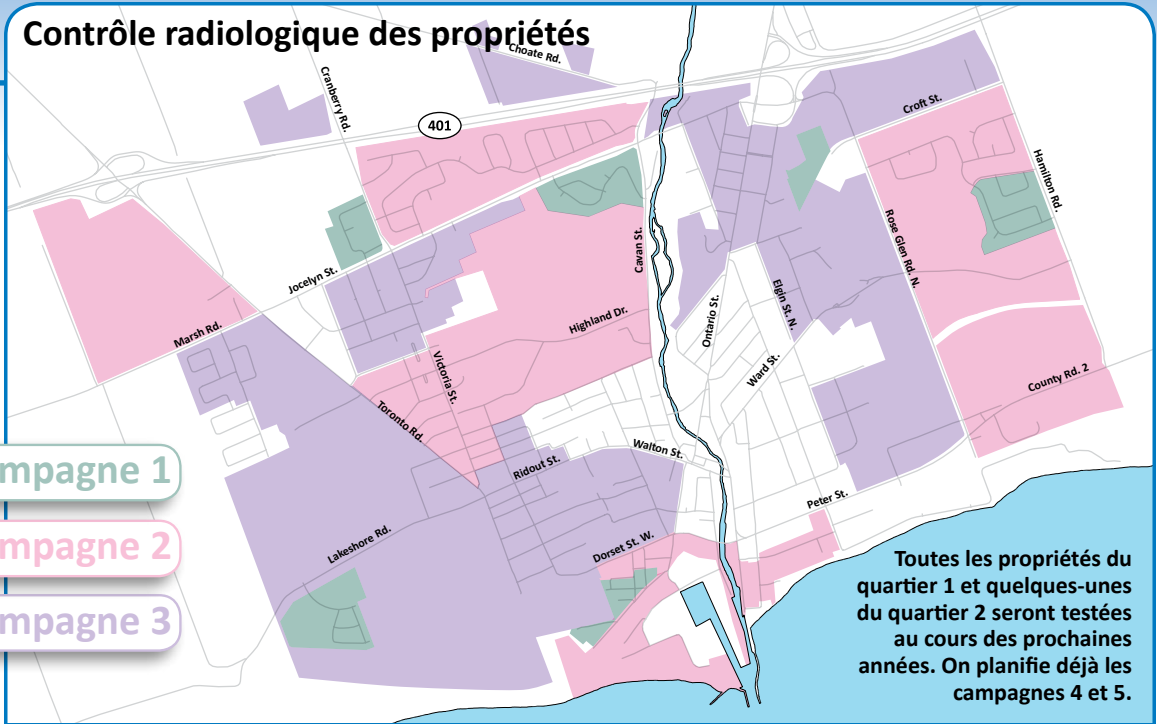 Contrôle radiologique des propriétés
Choate Rd.
Cranberry Rd.
401
Croft St.
Hamilton Rd.
Rose Glen Rd. N.
Cavan St.
Jocelyn St.
Marsh Rd.
Highland Dr.
Ontario St.
Elgin St. N.
Ward St.
Victoria St.
County Rd. 2
Toronto Rd.
Walton St.
Ridout St.
Peter St.
Lakeshore Rd.
Dorset St. W.
mpagne 1
mpagne 2
mpagne 3
Toutes les propriétés du
quartier 1 et quelques-unes
du quartier 2 seront testées
au cours des prochaines
années. On planifie déjà les
campagnes 4 et 5.